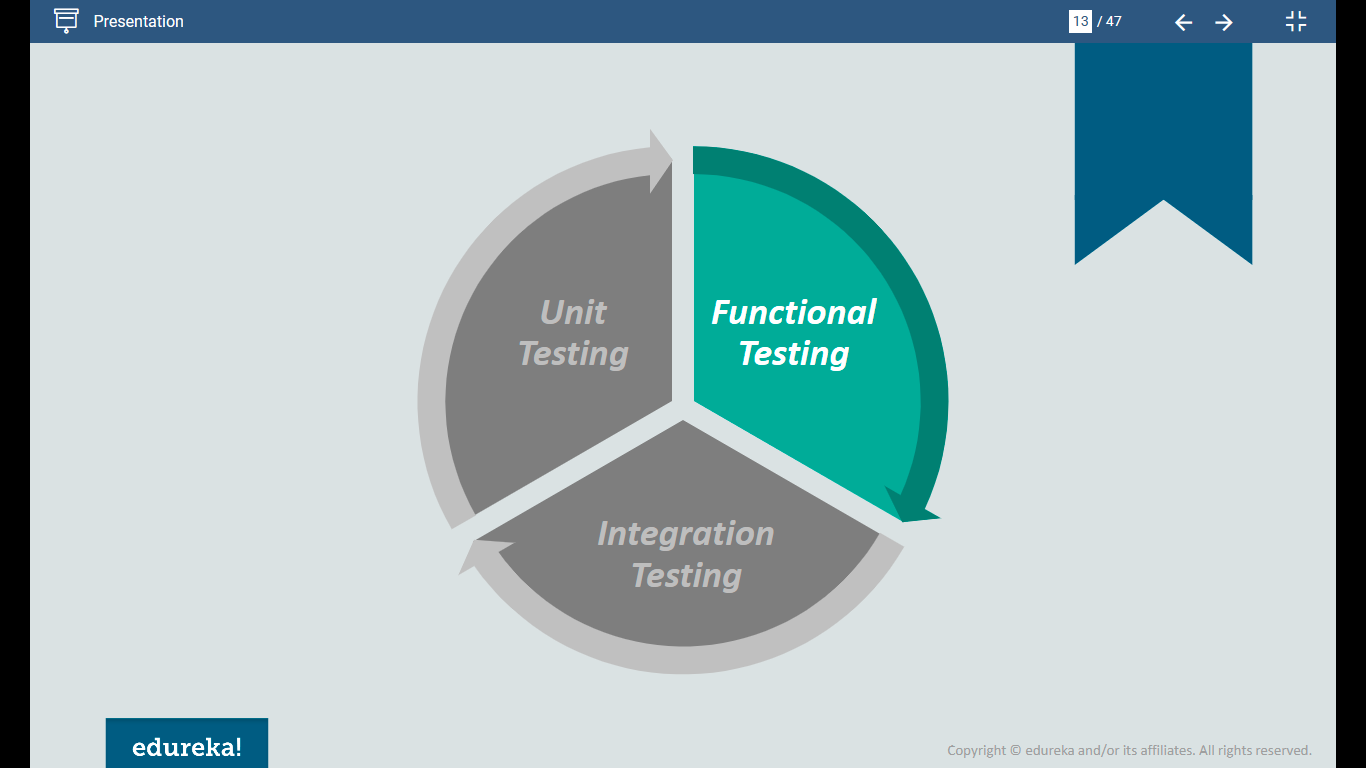 Presentation
13 / 47
Unit
Testing
Functional
Testing
Integration
Testing
edureka!
Copyright © edureka and/or its affiliates. All rights reserved.